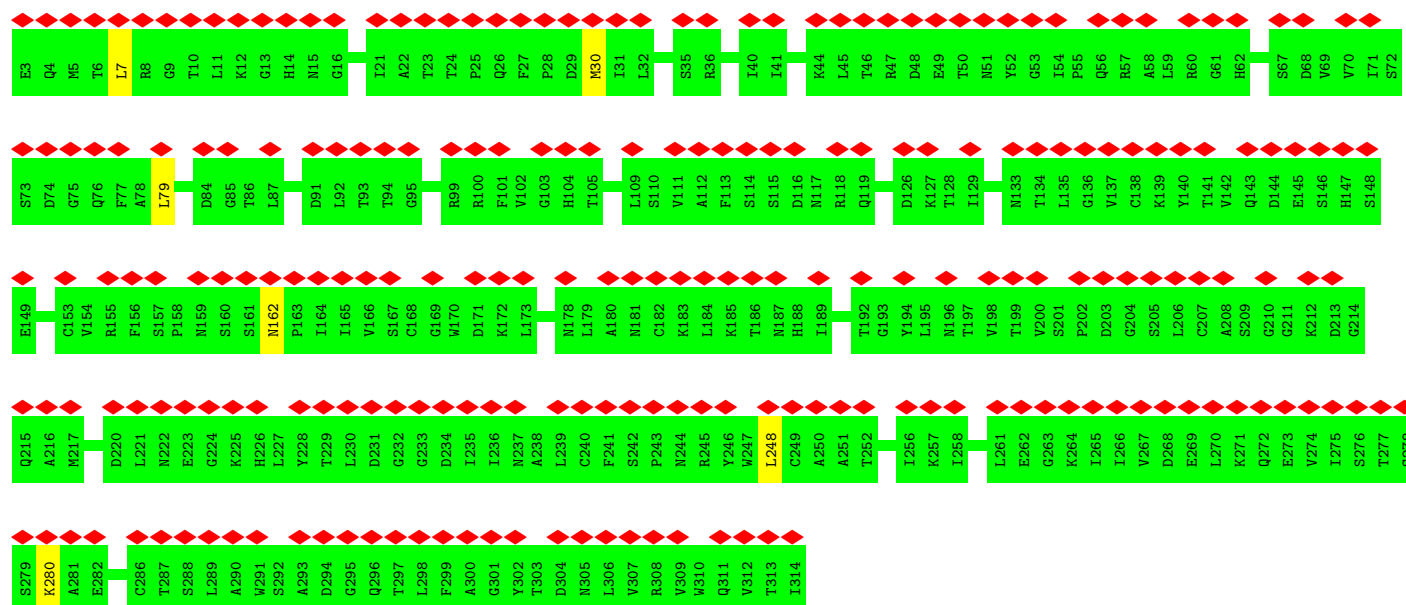 E3 Q4 M5 T6 L7 R8 G9 T10 L11 K12 G13 H14 N15 G16 I21 A22 T23 T24 P25 Q26 F27 P28 D29 M30 I31 L32 S35 R36 I40 I41 K44 L45 T46 R47 D48 E49 T50 N51 Y52 G53 I54 P55 Q56 R57 A58 L59 R60 G61 H62 S67 D68 V69 V70 I71 S72
S73 D74 G75 Q76 F77 A78 L79 D84 G85 T86 L87 D91 L92 T93 T94 G95 R99 R100 F101 V102 G103 H104 T105 L109 S110 V111 A112 F113 S114 S115 D116 N117 R118 Q119 D126 K127 T128 I129 N133 T134 L135 G136 V137 C138 K139 Y140 T141 V142 Q143 D144 E145 S146 H147 S148
E149 C153 V154 R155 F156 S157 P158 N159 S160 S161 N162 P163 I164 I165 V166 S167 C168 G169 W170 D171 K172 L173 N178 L179 A180 N181 C182 K183 L184 K185 T186 N187 H188 I189 T192 G193 Y194 L195 N196 T197 V198 T199 V200 S201 P202 D203 G204 S205 L206 C207 A208 S209 G210 G211 K212 D213 G214
Q215 A216 M217 D220 L221 N222 E223 G224 K225 H226 L227 Y228 T229 L230 D231 G232 G233 D234 I235 I236 N237 A238 L239 C240 F241 S242 P243 N244 R245 Y246 W247 L248 C249 A250 A251 T252 I256 K257 I258 L261 E262 G263 K264 I265 I266 V267 D268 E269 L270 K271 Q272 E273 V274 I275 S276 T277
S279 K280 A281 E282 C286 T287 S288 L289 A290 W291 S292 A293 D294 G295 Q296 T297 L298 F299 A300 G301 Y302 T303 D304 N305 L306 V307 R308 V309 W310 Q311 V312 T313 I314